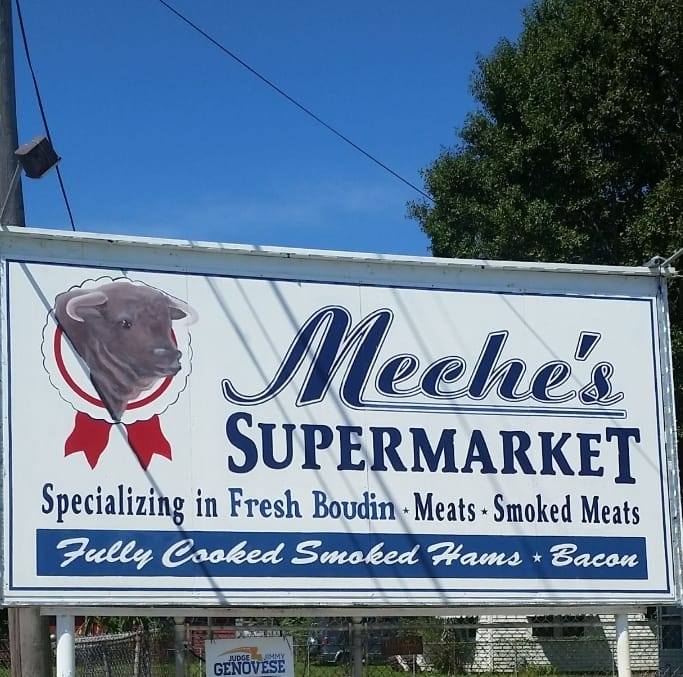 Meche's
SUPERMARKET
Specializing in Fresh Boudin ⋆ Meats ⋆ Smoked Meats
Fully Cooked Smoked Hams ⋆ Bacon
JUDGE JIMMY
GENOVESE